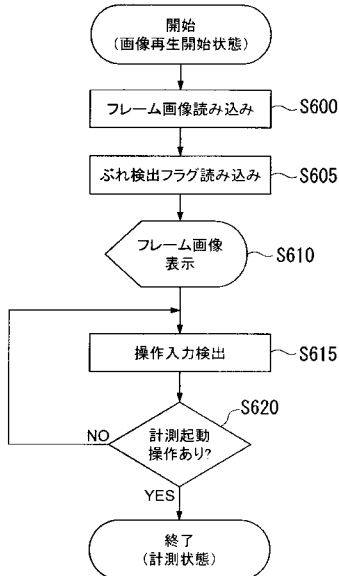 開始
(画像再生開始状態)
フレーム画像読み込み
S600
ぶれ検出フラグ読み込み
S605
フレーム画像
表示
S610
操作入力検出
S615
S620
計測起動
操作あり?
NO
YES
終了
(計測状態)